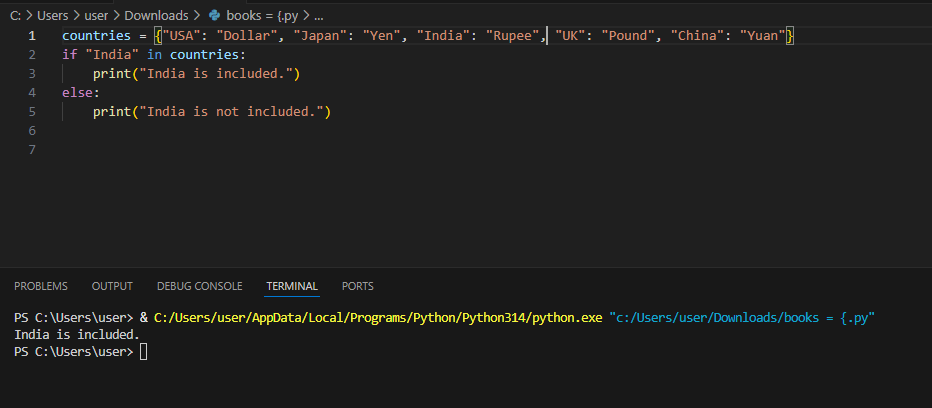 C: > Users > user > Downloads > books = {.py > ...
1 countries = {"USA": "Dollar", "Japan": "Yen", "India": "Rupee", "UK": "Pound", "China": "Yuan"}
2 if "India" in countries:
3     print("India is included.")
4 else:
5     print("India is not included.")
6
7
PROBLEMS OUTPUT DEBUG CONSOLE TERMINAL PORTS
PS C:\Users\user> & C:/Users/user/AppData/Local/Programs/Python/Python314/python.exe "c:/Users/user/Downloads/books = {.py"
India is included.
PS C:\Users\user>